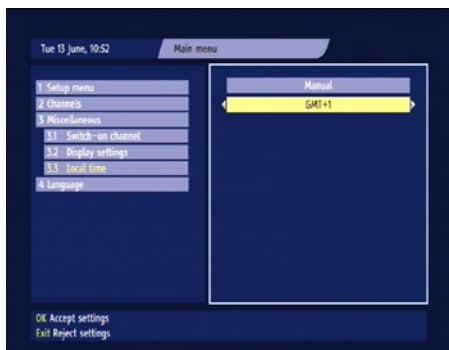 Tue 13 June, 10:52 Main menu
1 Setup menu
2 Channels
3 Miscellaneous
3.1 Switch-on channel
3.2 Display settings
3.3 Local time
4 Language
Manual
GMT+1
OK Accept settings
Exit Reject settings